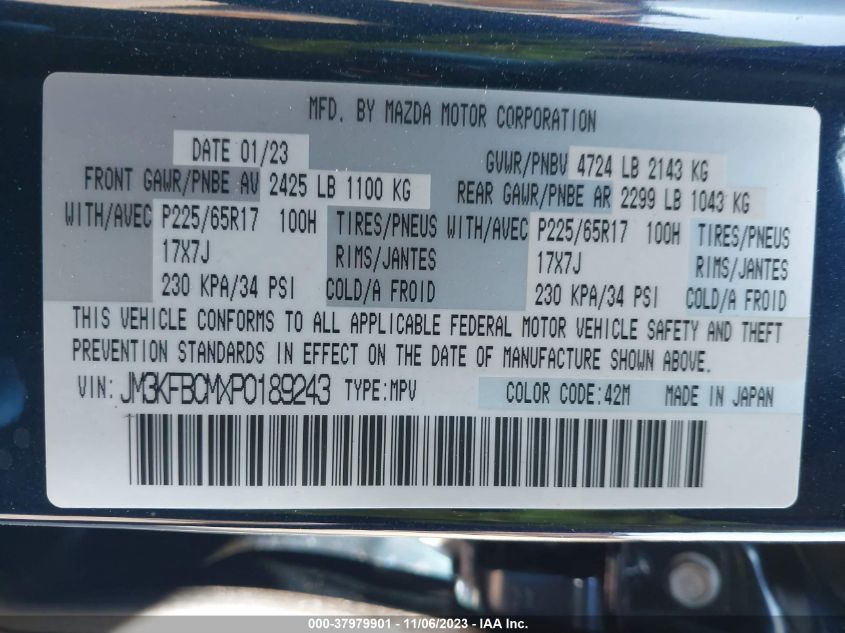 MFD. BY MAZDA MOTOR CORPORATION
DATE 01/23 GVWR/PNBV 4724 LB 2143 KG
FRONT GAWR/PNBE AV 2425 LB 1100 KG REAR GAWR/PNBE AR 2299 LB 1043 KG
WITH/AVEC P225/65R17 100H TIRES/PNEUS WITH/AVEC P225/65R17 100H TIRES/PNEUS
17X7J RIMS/JANTES 17X7J RIMS/JANTES
230 KPA/34 PSI COLD/A FROID 230 KPA/34 PSI COLD/A FROID
THIS VEHICLE CONFORMS TO ALL APPLICABLE FEDERAL MOTOR VEHICLE SAFETY AND THEFT
PREVENTION STANDARDS IN EFFECT ON THE DATE OF MANUFACTURE SHOWN ABOVE.
VIN: JM3KFBCMXP0189243 TYPE:MPV COLOR CODE:42M MADE IN JAPAN
000-37979901 - 11/06/2023 - IAA Inc.